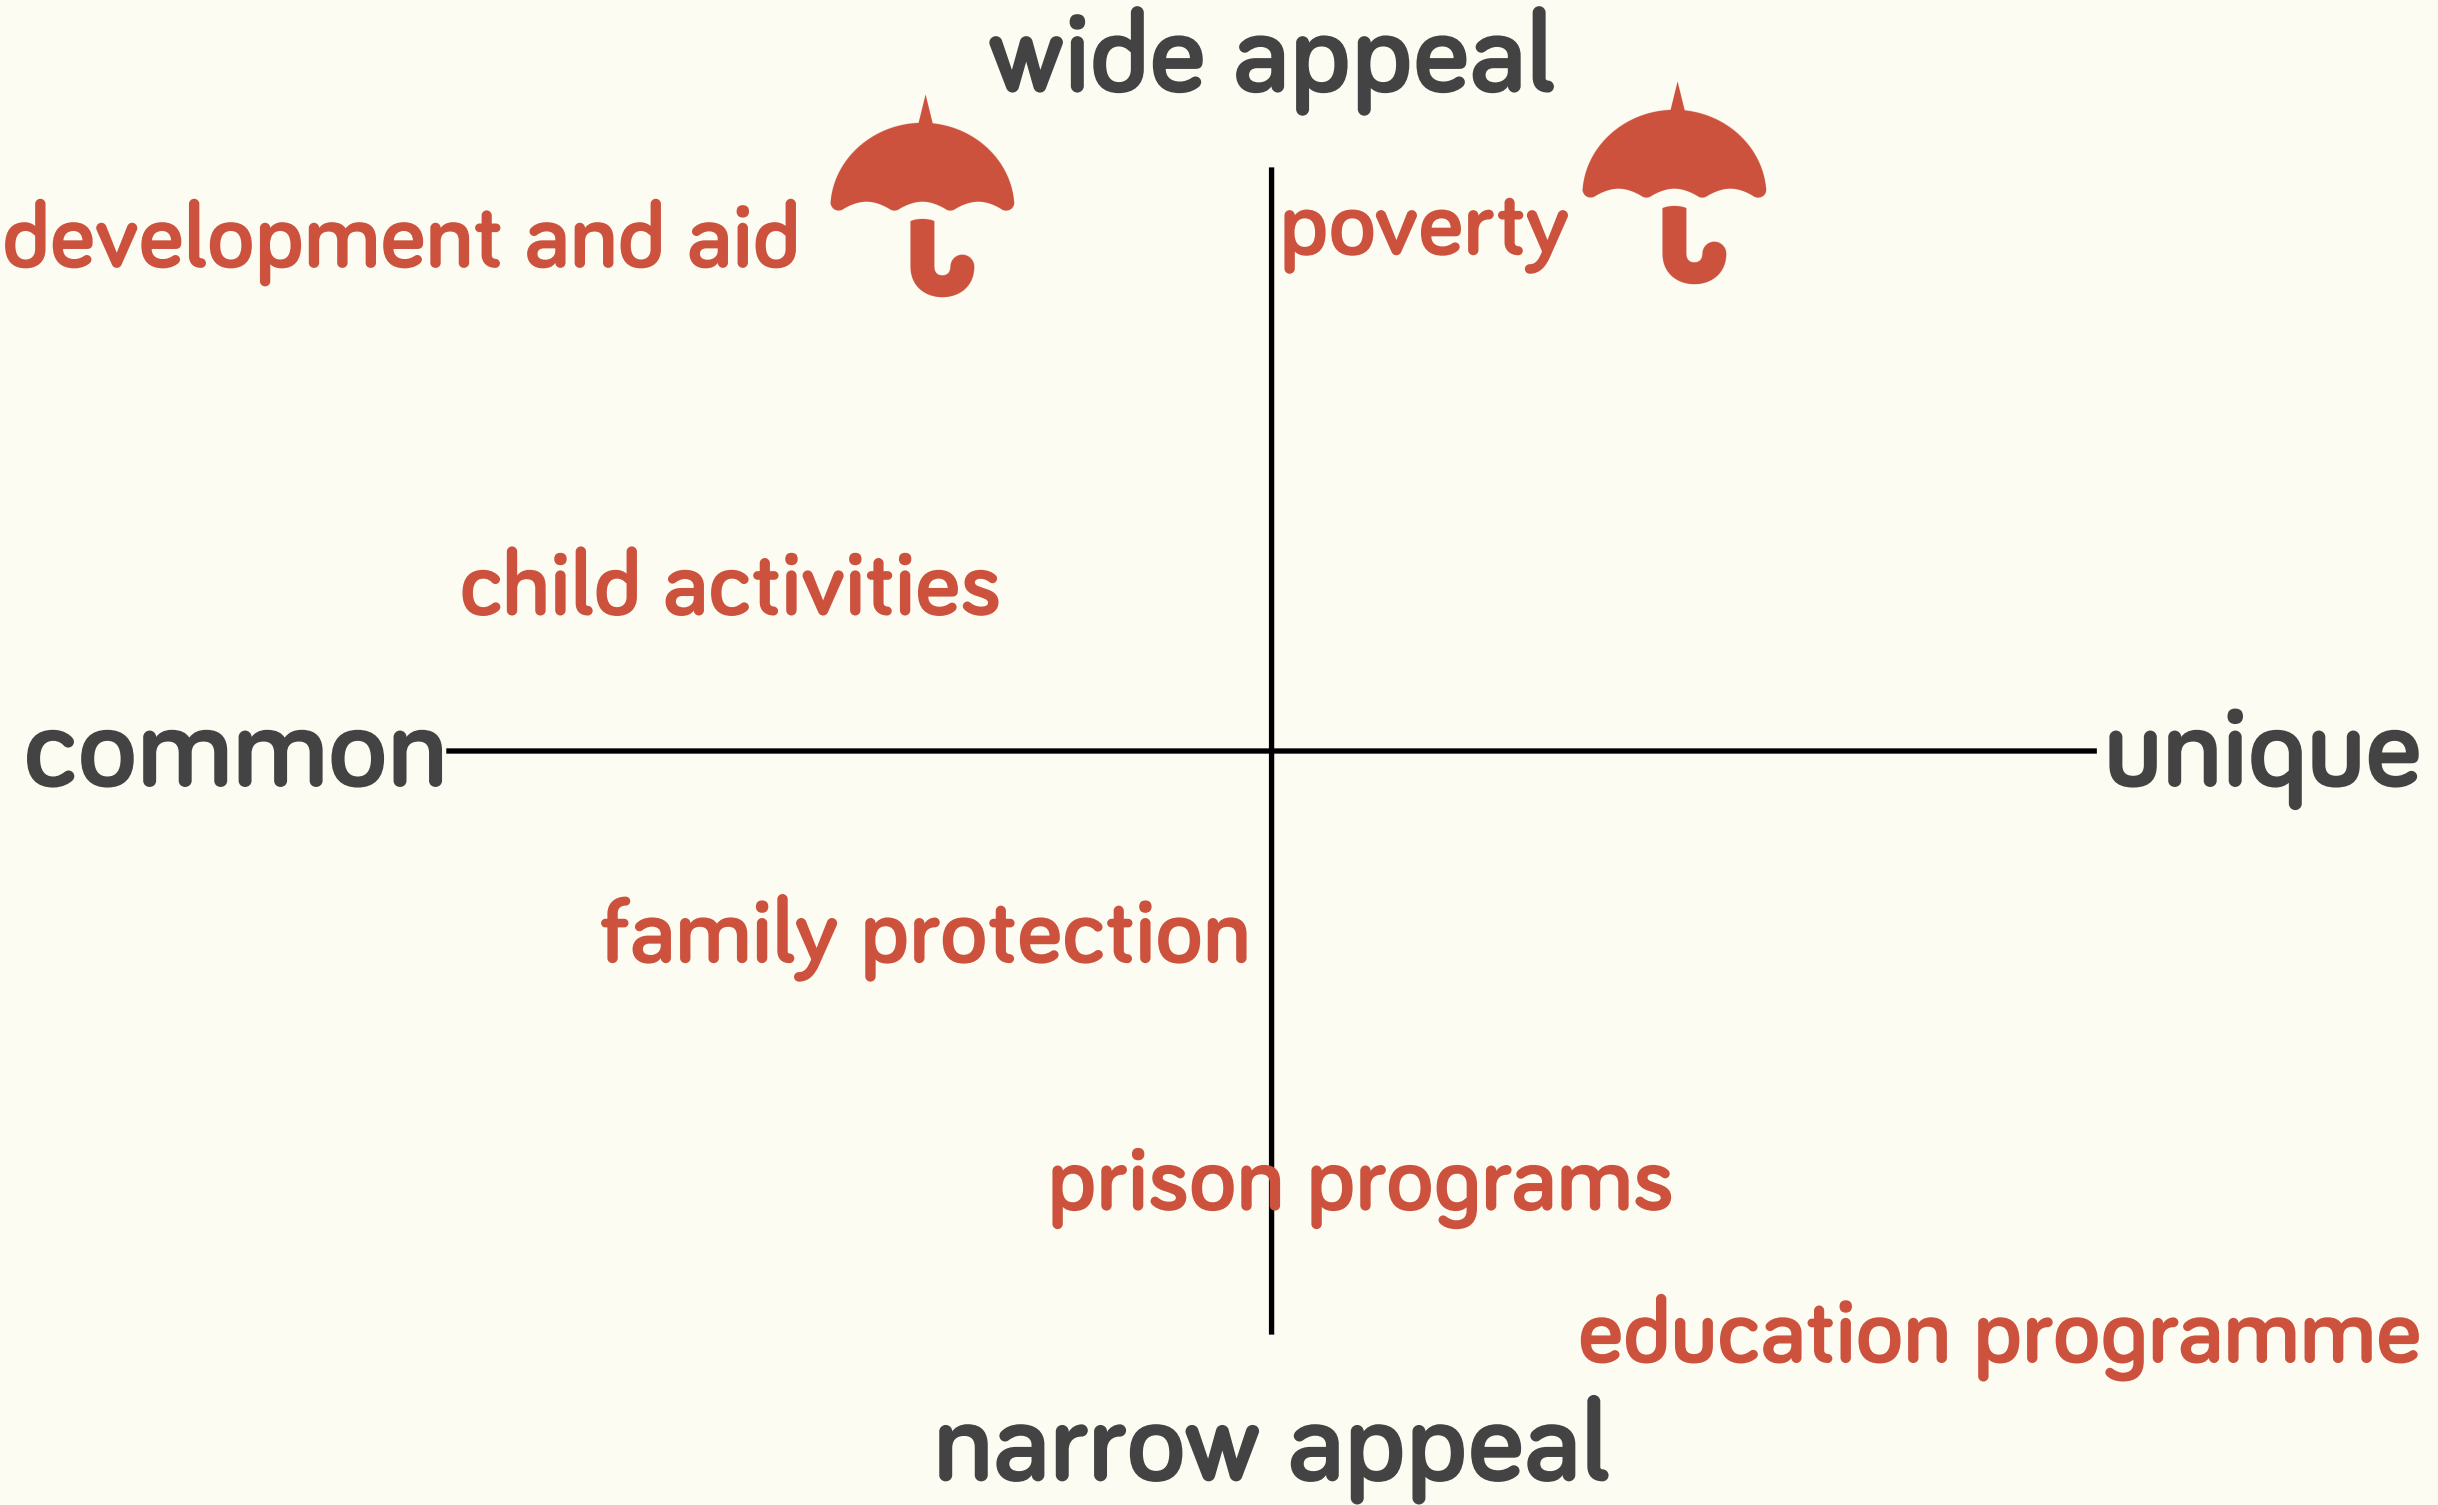 wide appeal
development and aid
poverty
child activities
common
unique
family protection
prison programs
education programme
narrow appeal